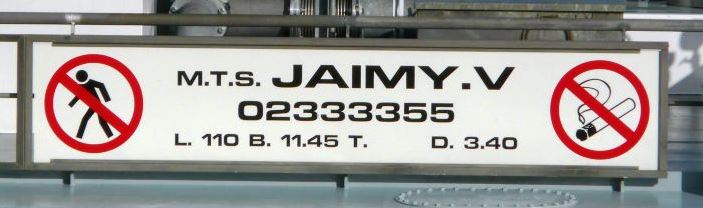 M.T.S. JAIMY.V
02333355
L. 110 B. 11.45 T. D. 3.40